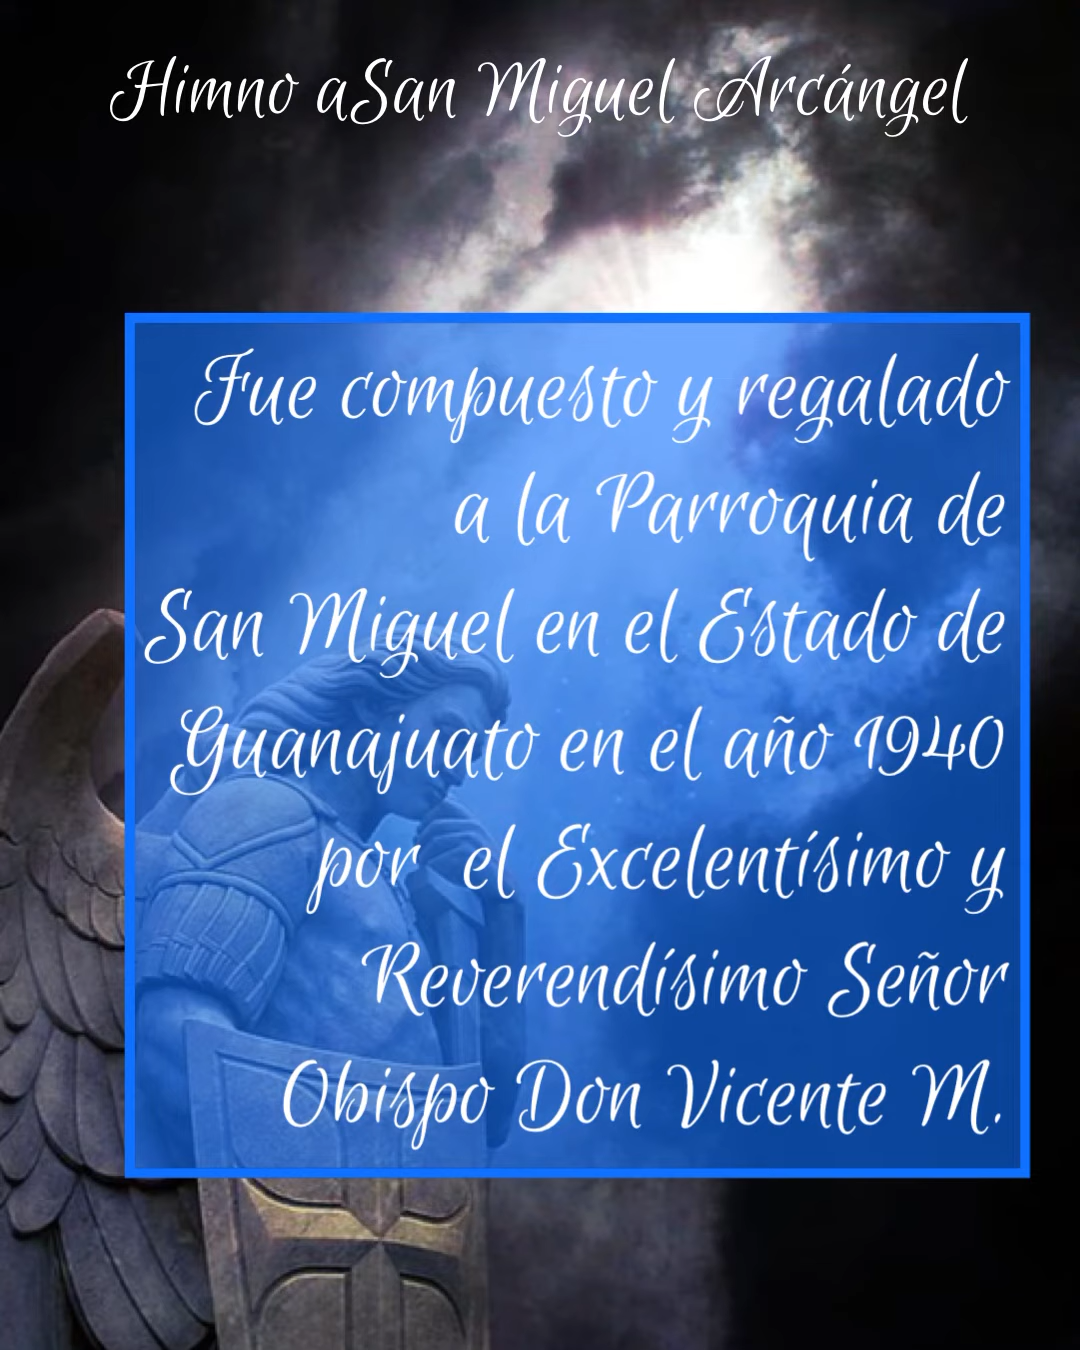 Himno aSan Miguel Arcángel
Fue compuesto y regalado
a la Parroquia de
San Miguel en el Estado de
Guanajuato en el año 1940
por el Excelentísimo y
Reverendísimo Señor
Obispo Don Vicente M.